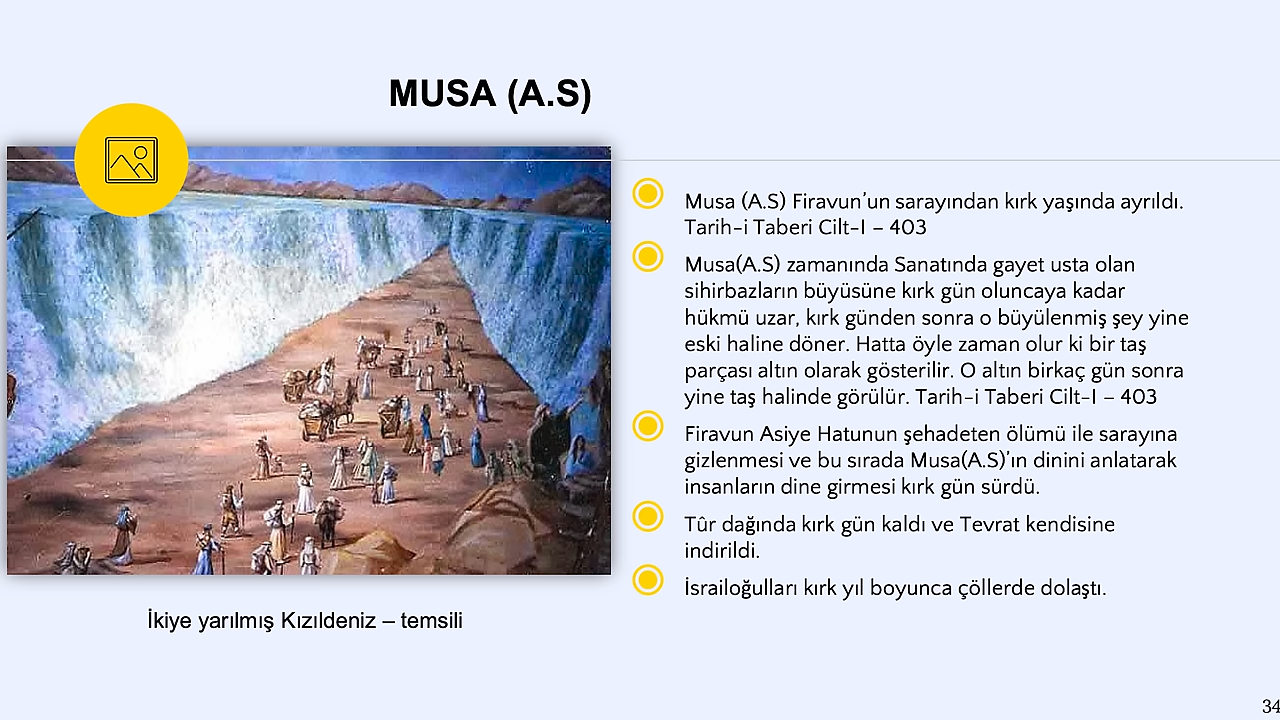 MUSA (A.S)
Musa (A.S) Firavun’un sarayından kırk yaşında ayrıldı.
Tarih-i Taberi Cilt-I – 403
Musa(A.S) zamanında Sanatında gayet usta olan
sihirbazların büyüsüne kırk gün oluncaya kadar
hükmü uzar, kırk günden sonra o büyülenmiş şey yine
eski haline döner. Hatta öyle zaman olur ki bir taş
parçası altın olarak gösterilir. O altın birkaç gün sonra
yine taş halinde görülür. Tarih-i Taberi Cilt-I – 403
Firavun Asiye Hatunun şehadeten ölümü ile sarayına
gizlenmesi ve bu sırada Musa(A.S)’ın dinini anlatarak
insanların dine girmesi kırk gün sürdü.
Tûr dağında kırk gün kaldı ve Tevrat kendisine
indirildi.
İsrailoğulları kırk yıl boyunca çöllerde dolaştı.
İkiye yarılmış Kızıldeniz – temsili
34